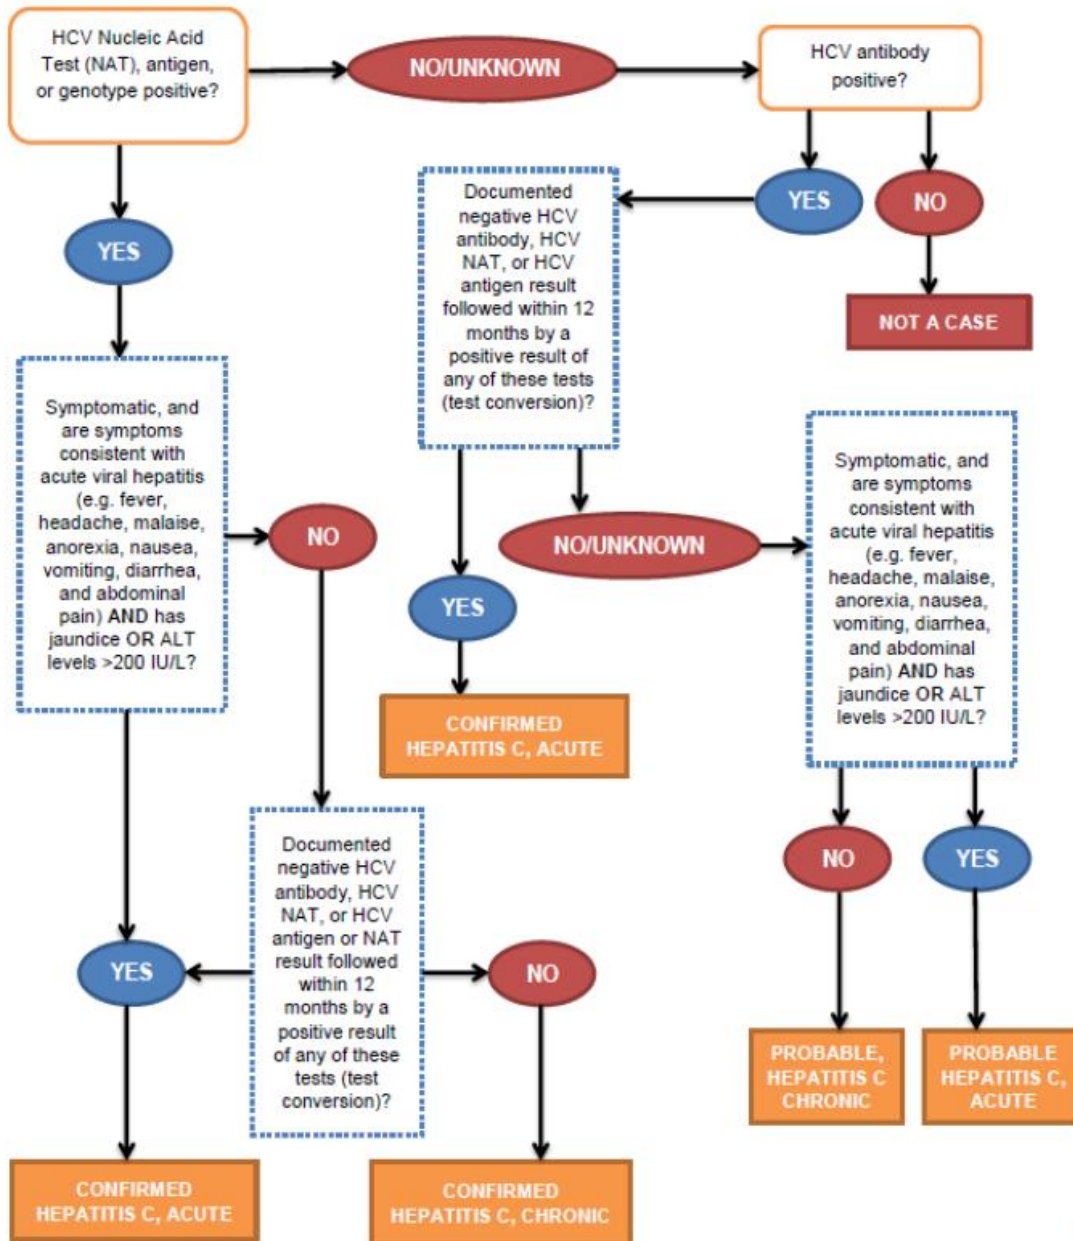 HCV Nucleic Acid
Test (NAT), antigen,
or genotype positive?
NO/UNKNOWN
HCV antibody
positive?
YES
NO
NOT A CASE
Documented
negative HCV
antibody, HCV
NAT, or HCV
antigen result
followed within 12
months by a
positive result of
any of these tests
(test conversion)?
YES
Symptomatic, and
are symptoms
consistent with
acute viral hepatitis
(e.g. fever,
headache, malaise,
anorexia, nausea,
vomiting, diarrhea,
and abdominal
pain) AND has
jaundice OR ALT
levels >200 IU/L?
NO
NO/UNKNOWN
YES
CONFIRMED
HEPATITIS C, ACUTE
Symptomatic, and
are symptoms
consistent with
acute viral hepatitis
(e.g. fever,
headache, malaise,
anorexia, nausea,
vomiting, diarrhea,
and abdominal
pain) AND has
jaundice OR ALT
levels >200 IU/L?
NO
YES
PROBABLE,
HEPATITIS C
CHRONIC
PROBABLE
HEPATITIS C,
ACUTE
Documented
negative HCV
antibody, HCV
NAT, or HCV
antigen or NAT
result followed
within 12
months by a
positive result
of any of these
tests (test
conversion)?
YES
NO
CONFIRMED
HEPATITIS C, ACUTE
CONFIRMED
HEPATITIS C, CHRONIC